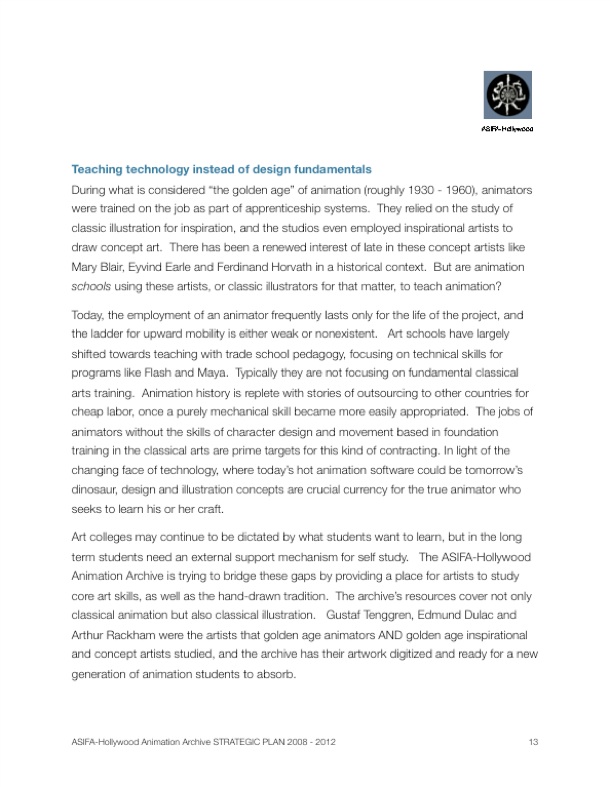 ASIFA-Hollywood
Teaching technology instead of design fundamentals
During what is considered “the golden age” of animation (roughly 1930 - 1960), animators
were trained on the job as part of apprenticeship systems.  They relied on the study of
classic illustration for inspiration, and the studios even employed inspirational artists to
draw concept art.  There has been a renewed interest of late in these concept artists like
Mary Blair, Eyvind Earle and Ferdinand Horvath in a historical context.  But are animation
schools using these artists, or classic illustrators for that matter, to teach animation?
Today, the employment of an animator frequently lasts only for the life of the project, and
the ladder for upward mobility is either weak or nonexistent.   Art schools have largely
shifted towards teaching with trade school pedagogy, focusing on technical skills for
programs like Flash and Maya.  Typically they are not focusing on fundamental classical
arts training.  Animation history is replete with stories of outsourcing to other countries for
cheap labor, once a purely mechanical skill became more easily appropriated.  The jobs of
animators without the skills of character design and movement based in foundation
training in the classical arts are prime targets for this kind of contracting. In light of the
changing face of technology, where today’s hot animation software could be tomorrow’s
dinosaur, design and illustration concepts are crucial currency for the true animator who
seeks to learn his or her craft.
Art colleges may continue to be dictated by what students want to learn, but in the long
term students need an external support mechanism for self study.   The ASIFA-Hollywood
Animation Archive is trying to bridge these gaps by providing a place for artists to study
core art skills, as well as the hand-drawn tradition.  The archive’s resources cover not only
classical animation but also classical illustration.   Gustaf Tenggren, Edmund Dulac and
Arthur Rackham were the artists that golden age animators AND golden age inspirational
and concept artists studied, and the archive has their artwork digitized and ready for a new
generation of animation students to absorb.
ASIFA-Hollywood Animation Archive STRATEGIC PLAN 2008 - 2012 13